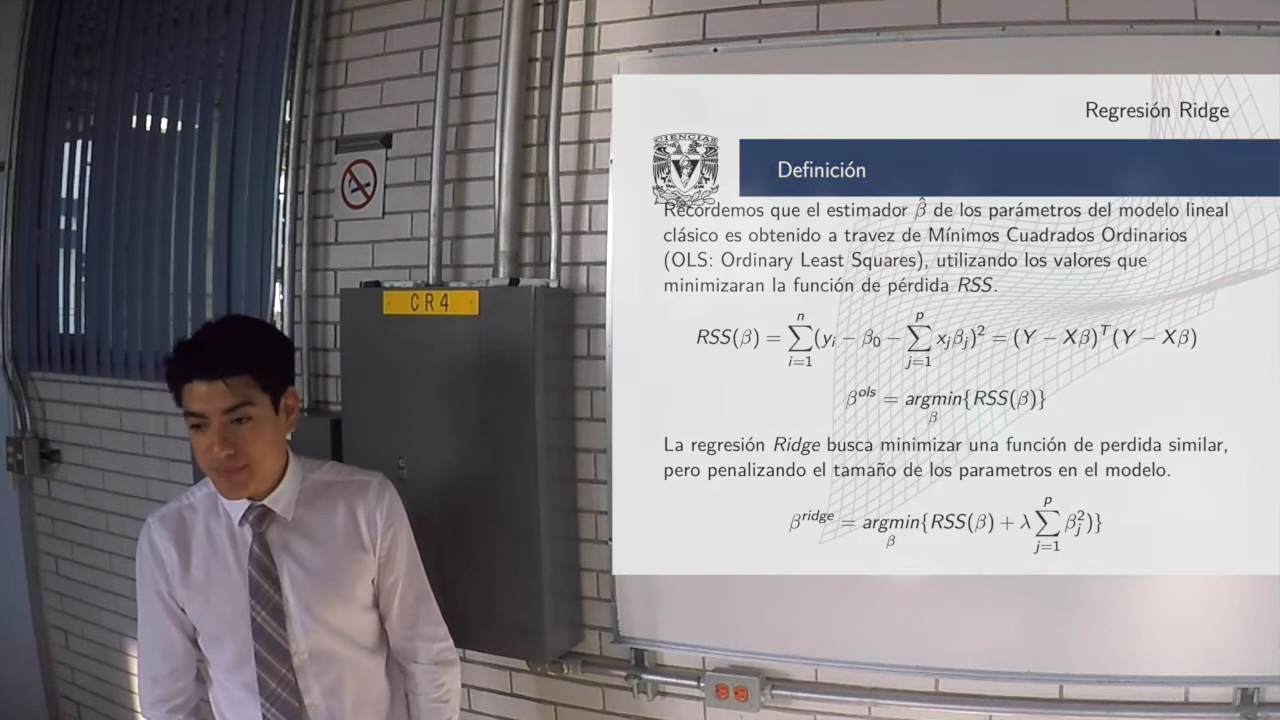 Regresión Ridge
CIENCIAS
Definición
Recordemos que el estimador β̂ de los parámetros del modelo lineal
clásico es obtenido a travez de Mínimos Cuadrados Ordinarios
(OLS: Ordinary Least Squares), utilizando los valores que
minimizaran la función de pérdida RSS.
RSS(β) = ∑_{i=1}^{n}(y_i − β_0 − ∑_{j=1}^{p} x_jβ_j)^2 = (Y − Xβ)^T(Y − Xβ)
β^{ols} = argmin_β{RSS(β)}
La regresión Ridge busca minimizar una función de perdida similar,
pero penalizando el tamaño de los parametros en el modelo.
β^{ridge} = argmin_β{RSS(β) + λ∑_{j=1}^{p} β_j^2)}
CR4